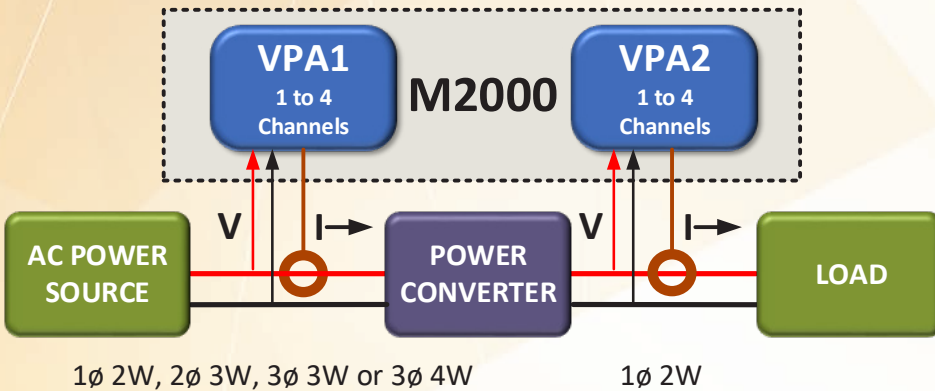 VPA1
1 to 4
Channels
M2000
VPA2
1 to 4
Channels
V
I
V
I
AC POWER
SOURCE
POWER
CONVERTER
LOAD
1ø 2W, 2ø 3W, 3ø 3W or 3ø 4W
1ø 2W